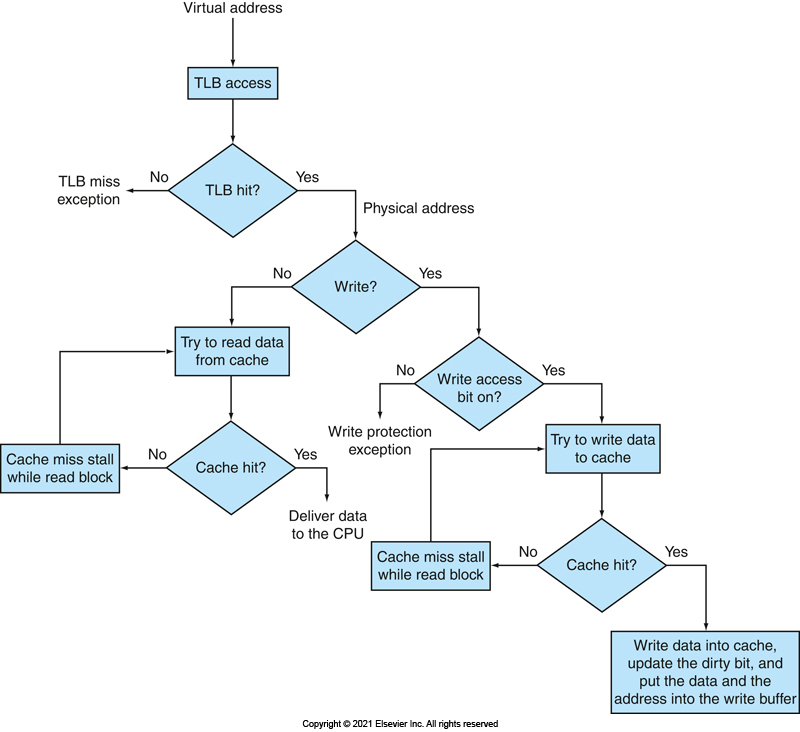 Virtual address
TLB access
TLB hit?
No
Yes
TLB miss
exception
Physical address
Write?
No
Yes
Try to read data
from cache
Write access
bit on?
No
Yes
Write protection
exception
Try to write data
to cache
Cache hit?
No
Yes
Cache miss stall
while read block
Deliver data
to the CPU
Cache hit?
No
Yes
Cache miss stall
while read block
Write data into cache,
update the dirty bit, and
put the data and the
address into the write buffer
Copyright © 2021 Elsevier Inc. All rights reserved